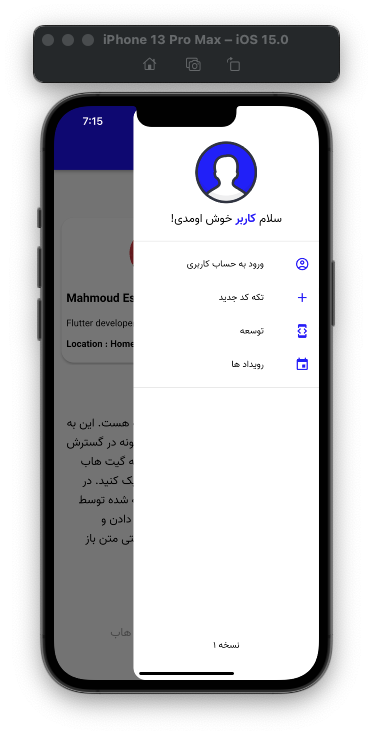 iPhone 13 Pro Max – iOS 15.0
7:15
سلام کاربر خوش اومدی!
ورود به حساب کاربری
تکه کد جدید
توسعه
رویداد ها
نسخه ۱
Mahmoud Es
Flutter develope
Location : Home
هست. این به
ونه در گسترش
ه گیت هاب
ک کنید. در
ه شده توسط
دادن و
تی متن باز
هاب